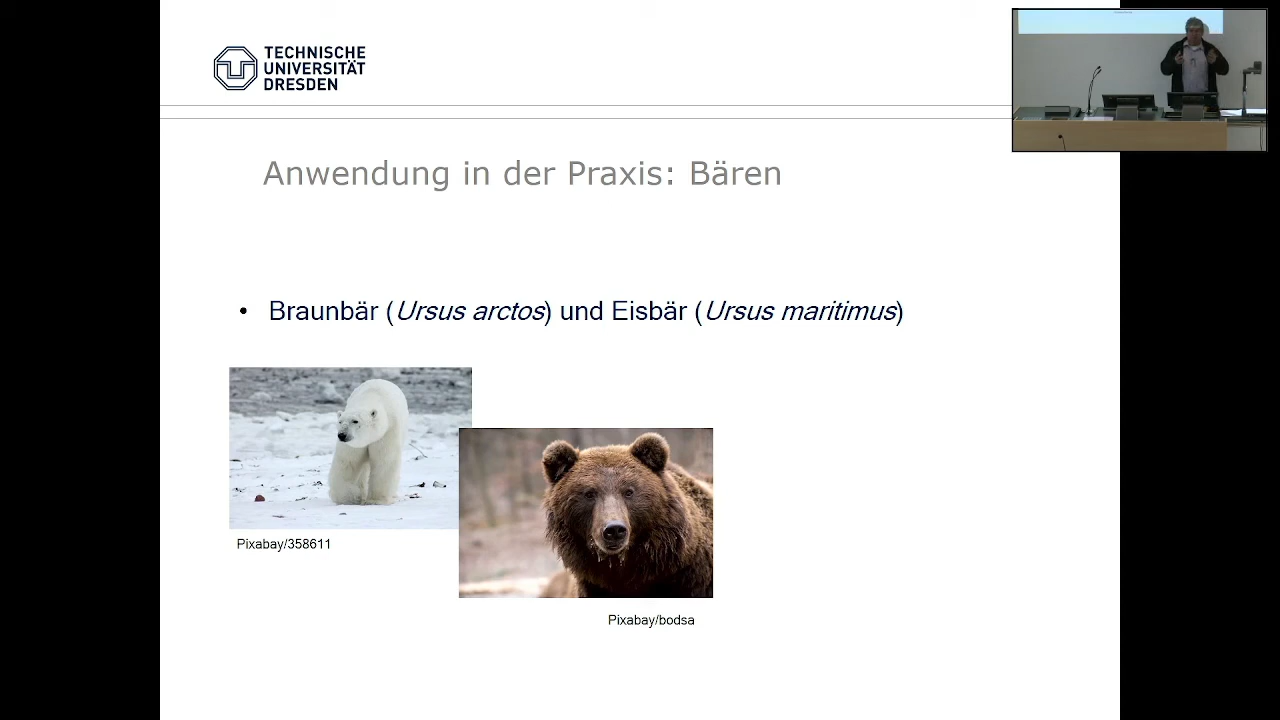 TECHNISCHE
UNIVERSITÄT
DRESDEN
Anwendung in der Praxis: Bären
• Braunbär (Ursus arctos) und Eisbär (Ursus maritimus)
Pixabay/358611
Pixabay/bodsa